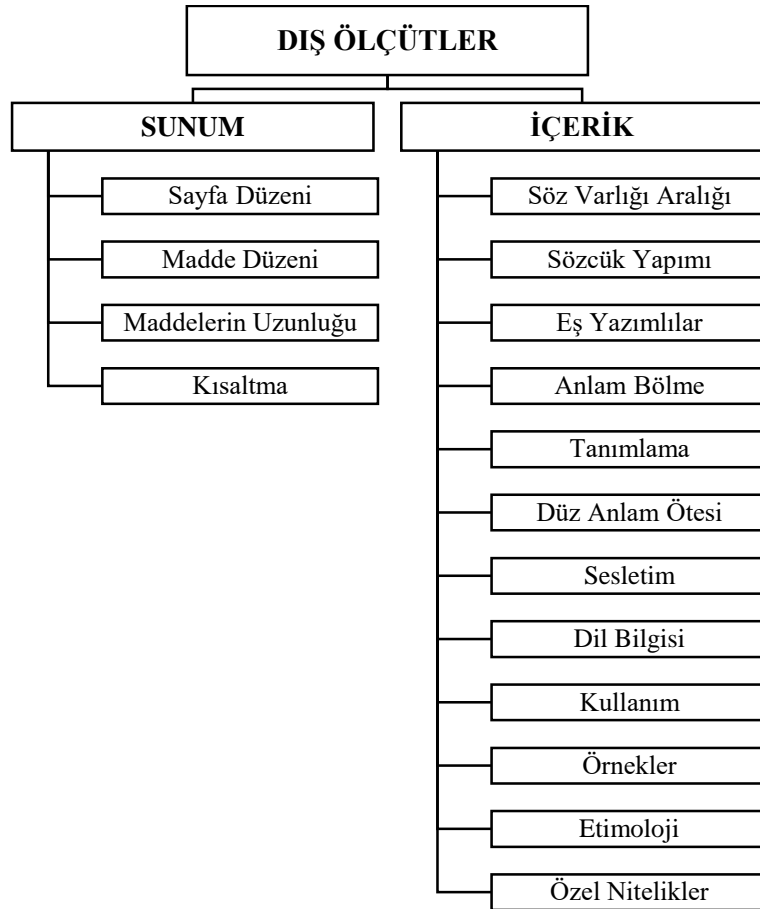 DIŞ ÖLÇÜTLER
SUNUM
Sayfa Düzeni
Madde Düzeni
Maddelerin Uzunluğu
Kısaltma
İÇERİK
Söz Varlığı Aralığı
Sözcük Yapımı
Eş Yazımlılar
Anlam Bölme
Tanımlama
Düz Anlam Ötesi
Sesletim
Dil Bilgisi
Kullanım
Örnekler
Etimoloji
Özel Nitelikler